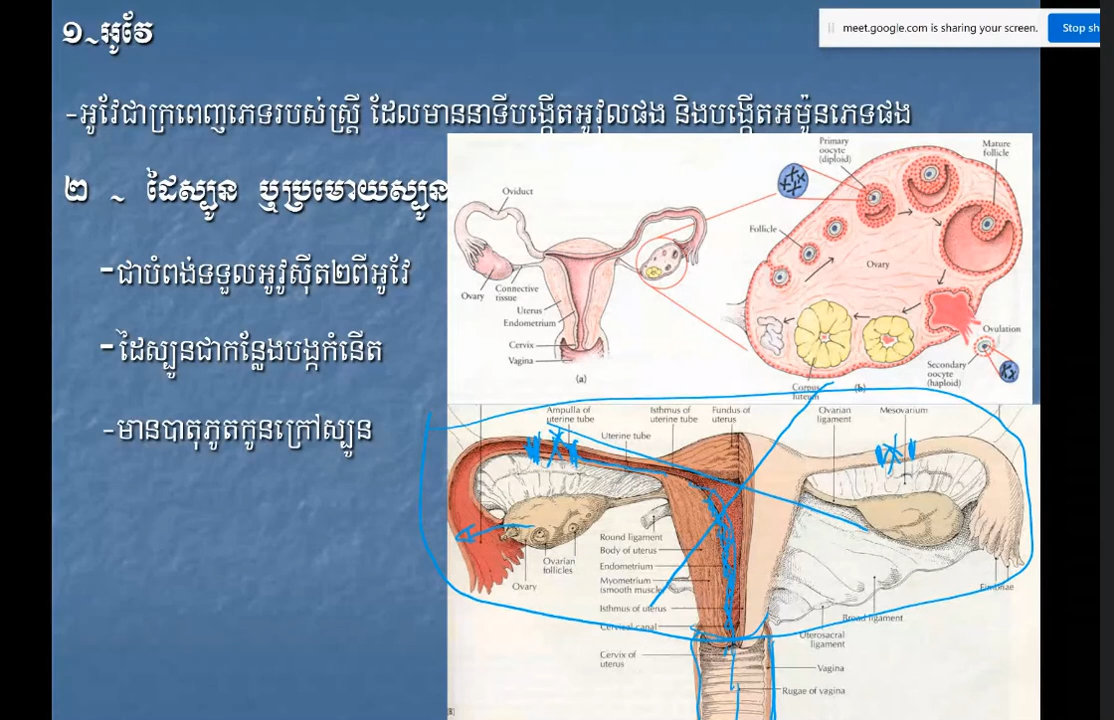 ១~អូវែ
meet.google.com is sharing your screen.
Stop sh
-អូវែជាក្រពេញភេទរបស់ស្ត្រី ដែលមាននាទីបង្កើតអូវុលផង និងបង្កើតអម៉ូនភេទផង
២ ~ ដៃស្បូន ឬប្រមោយស្បូន
-ជាបំពង់ទទួលអូវូស៊ីត២ពីអូវែ
-ដៃស្បូនជាកន្លែងបង្កកំនើត
-មានបាតុភូតកូនក្រៅស្បូន
Oviduct
Ovary
Connective tissue
Uterus
Endometrium
Cervix
Vagina
(a)
Primary oocyte (diploid)
Mature follicle
Follicle
Ovary
Ovulation
Secondary oocyte (haploid)
Corpus luteum
(b)
Ampulla of uterine tube
Isthmus of uterine tube
Fundus of uterus
Ovarian ligament
Mesovarium
Uterine tube
Round ligament
Body of uterus
Endometrium
Myometrium (smooth muscle)
Isthmus of uterus
Cervical canal
Cervix of uterus
Ovarian follicles
Ovary
Fimbriae
Broad ligament
Uterosacral ligament
Vagina
Rugae of vagina